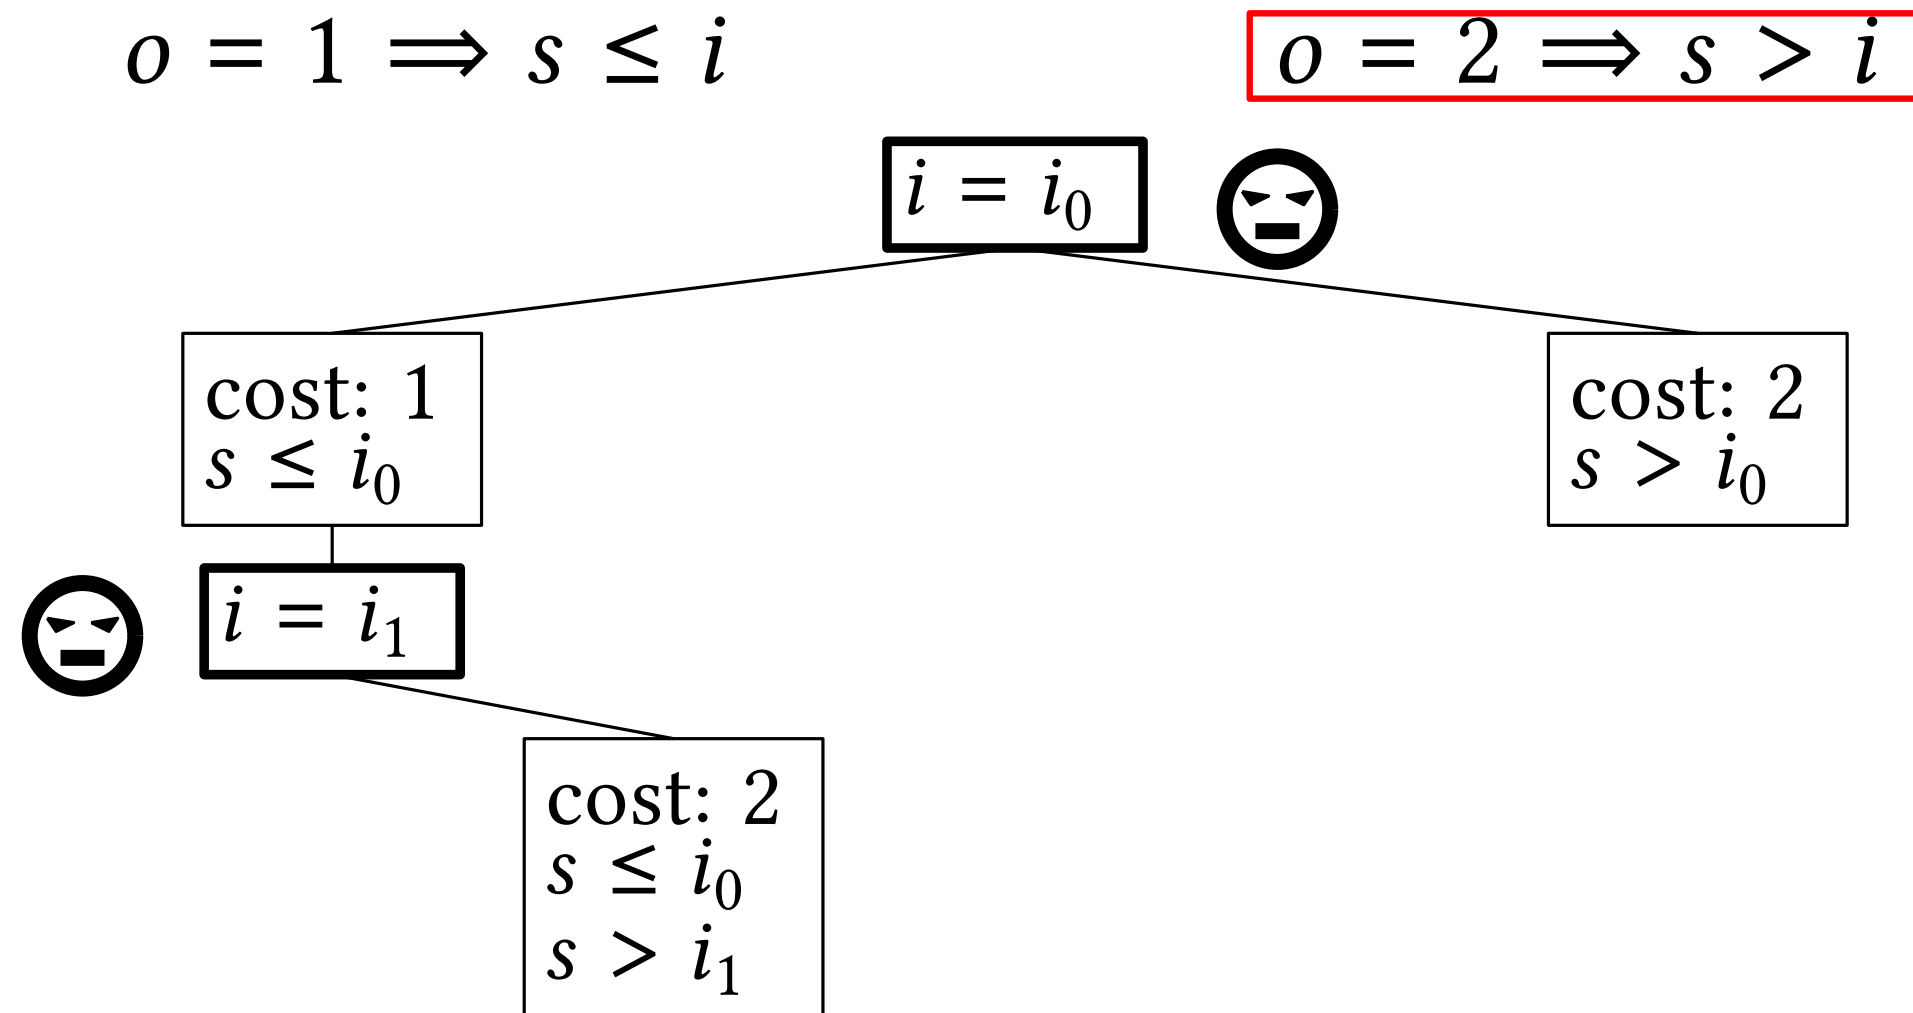 o = 1 ⟹ s ≤ i
o = 2 ⟹ s > i
i = i₀
cost: 1
s ≤ i₀
cost: 2
s > i₀
i = i₁
cost: 2
s ≤ i₀
s > i₁